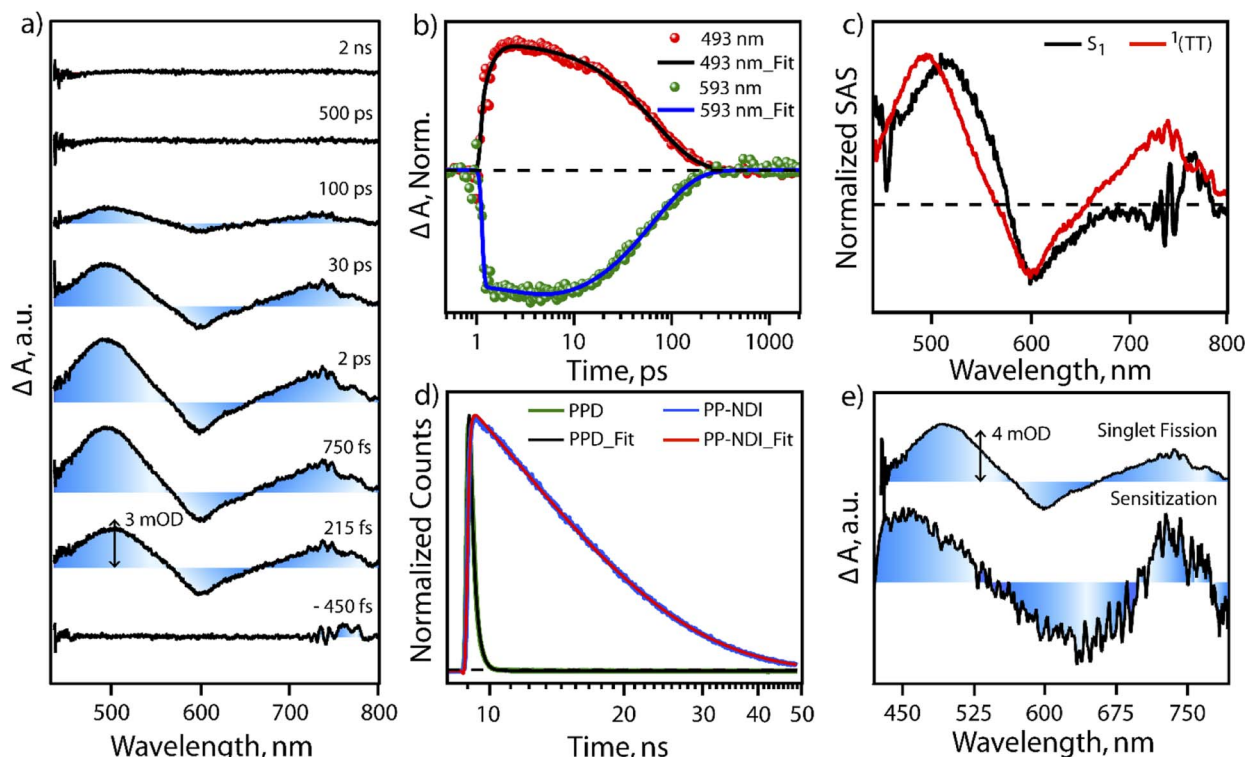 a)
2 ns
500 ps
100 ps
30 ps
2 ps
750 fs
3 mOD
215 fs
- 450 fs
Δ A, a.u.
500 600 700 800
Wavelength, nm
b)
493 nm
493 nm_Fit
593 nm
593 nm_Fit
Δ A, Norm.
1 10 100 1000
Time, ps
c)
S1 1(TT)
Normalized SAS
500 600 700 800
Wavelength, nm
d)
PPD PP-NDI
PPD_Fit PP-NDI_Fit
Normalized Counts
10 20 30 40 50
Time, ns
e)
4 mOD
Singlet Fission
Sensitization
Δ A, a.u.
450 525 600 675 750
Wavelength, nm